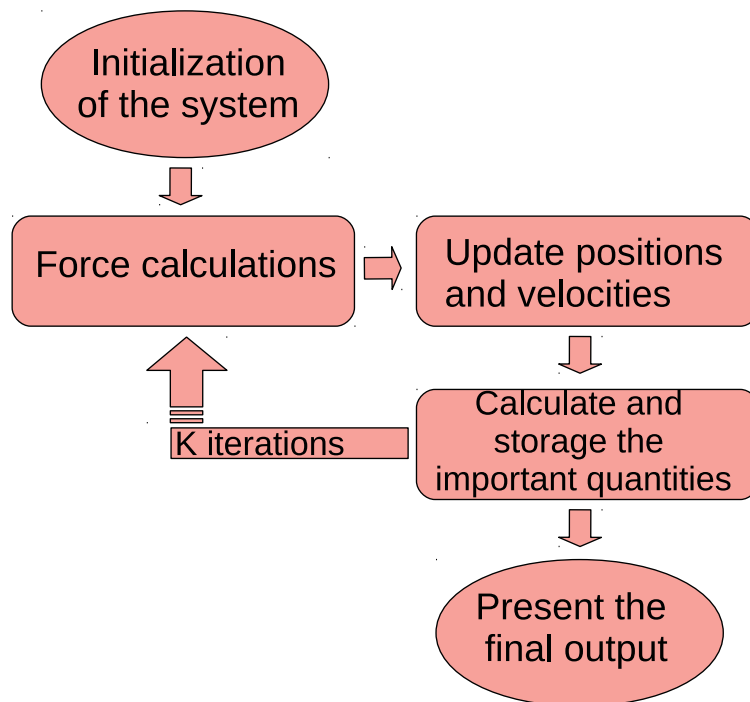 Initialization
of the system
Force calculations
Update positions
and velocities
Calculate and
storage the
important quantities
K iterations
Present the
final output